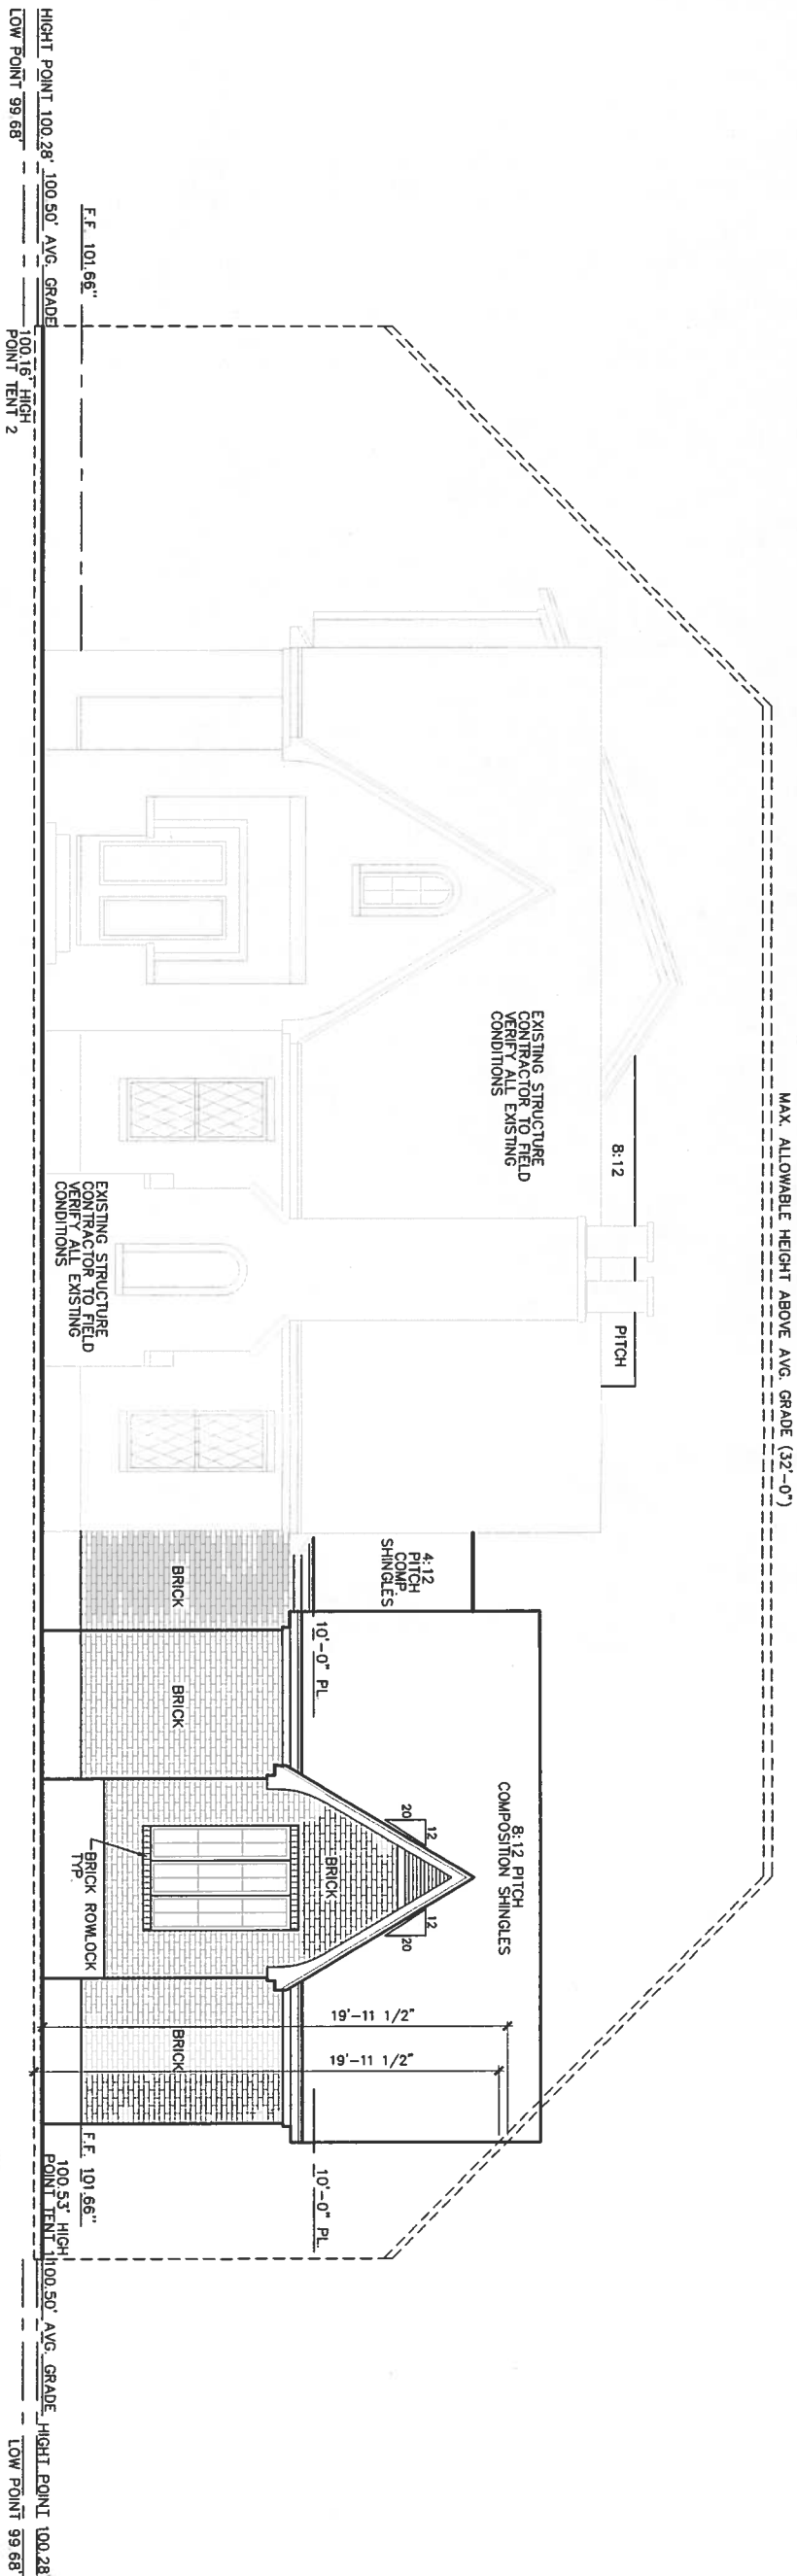 MAX. ALLOWABLE HEIGHT ABOVE AVG. GRADE (32'-0")
8:12
PITCH
EXISTING STRUCTURE
CONTRACTOR TO FIELD
VERIFY ALL EXISTING
CONDITIONS
8:12 PITCH
COMPOSITION SHINGLES
4:12
PITCH
COMP.
SHINGLES
20
12
12
20
19'-11 1/2"
19'-11 1/2"
10'-0" PL.
10'-0" PL.
BRICK
BRICK
BRICK
BRICK
BRICK ROWLOCK
TYP.
EXISTING STRUCTURE
CONTRACTOR TO FIELD
VERIFY ALL EXISTING
CONDITIONS
F.F. 101.66"
F.F. 101.66"
HIGHT POINT 100.28'
100.50' AVG. GRADE
LOW POINT 99.68'
100.16' HIGH
POINT TENT 2
100.53' HIGH
POINT TENT 1
100.50' AVG. GRADE
HIGHT POINT 100.28'
LOW POINT 99.68'